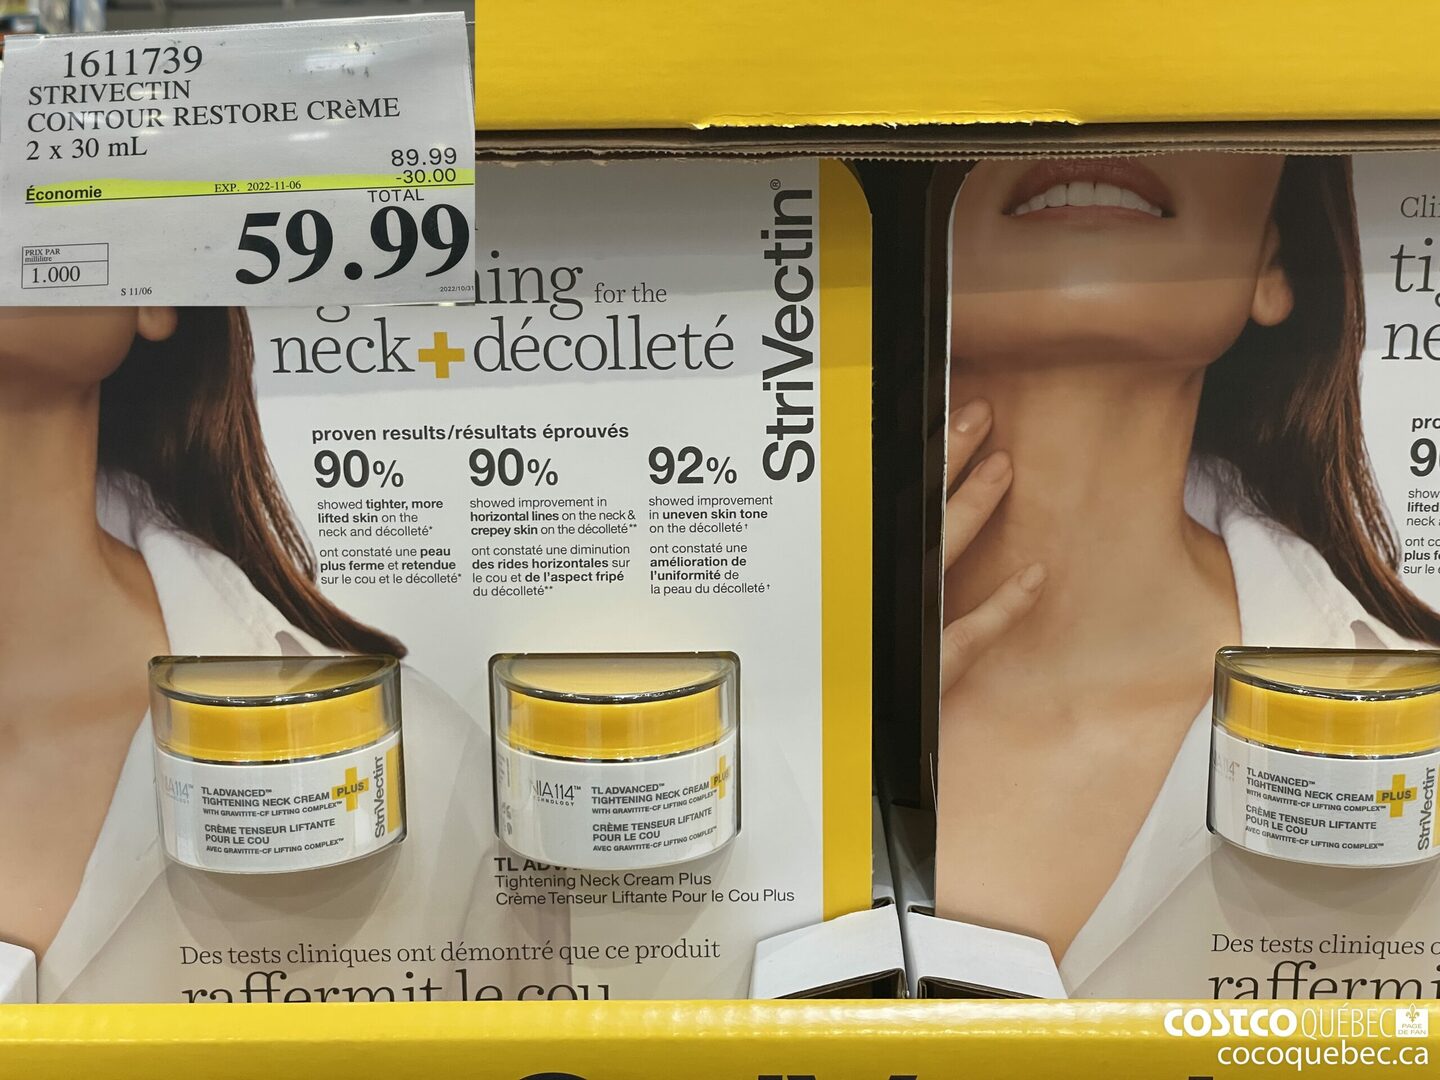 1611739
STRIVECTIN
CONTOUR RESTORE CRèME
2 x 30 mL
89.99
-30.00
Économie
EXP. 2022-11-06
TOTAL
59.99
PRIX PAR
millilitre
1.000
S 11/06
2022/10/31
for the
neck+décolleté
StriVectin®
proven results/résultats éprouvés
90%
showed tighter, more
lifted skin on the
neck and décolleté*
ont constaté une peau
plus ferme et retendue
sur le cou et le décolleté*
90%
showed improvement in
horizontal lines on the neck &
crepey skin on the décolleté**
ont constaté une diminution
des rides horizontales sur
le cou et de l'aspect fripé
du décolleté**
92%
showed improvement
in uneven skin tone
on the décolleté†
ont constaté une
amélioration de
l'uniformité de
la peau du décolleté†
TL ADVANCED™
TIGHTENING NECK CREAM PLUS
WITH GRAVITITE-CF LIFTING COMPLEX™
CRÈME TENSEUR LIFTANTE
POUR LE COU
AVEC GRAVITITE-CF LIFTING COMPLEX™
StriVectin
NIA114™
TECHNOLOGY
TL ADVANCED™
TIGHTENING NECK CREAM PLUS
WITH GRAVITITE-CF LIFTING COMPLEX™
CRÈME TENSEUR LIFTANTE
POUR LE COU
AVEC GRAVITITE-CF LIFTING COMPLEX™
Tightening Neck Cream Plus
Crème Tenseur Liftante Pour le Cou Plus
Des tests cliniques ont démontré que ce produit
raffermit le cou
TL ADVANCED™
TIGHTENING NECK CREAM PLUS
WITH GRAVITITE-CF LIFTING COMPLEX™
CRÈME TENSEUR LIFTANTE
POUR LE COU
AVEC GRAVITITE-CF LIFTING COMPLEX™
StriVectin
Des tests cliniques
COSTCO QUÉBEC
PAGE
DE FAN
cocoquebec.ca